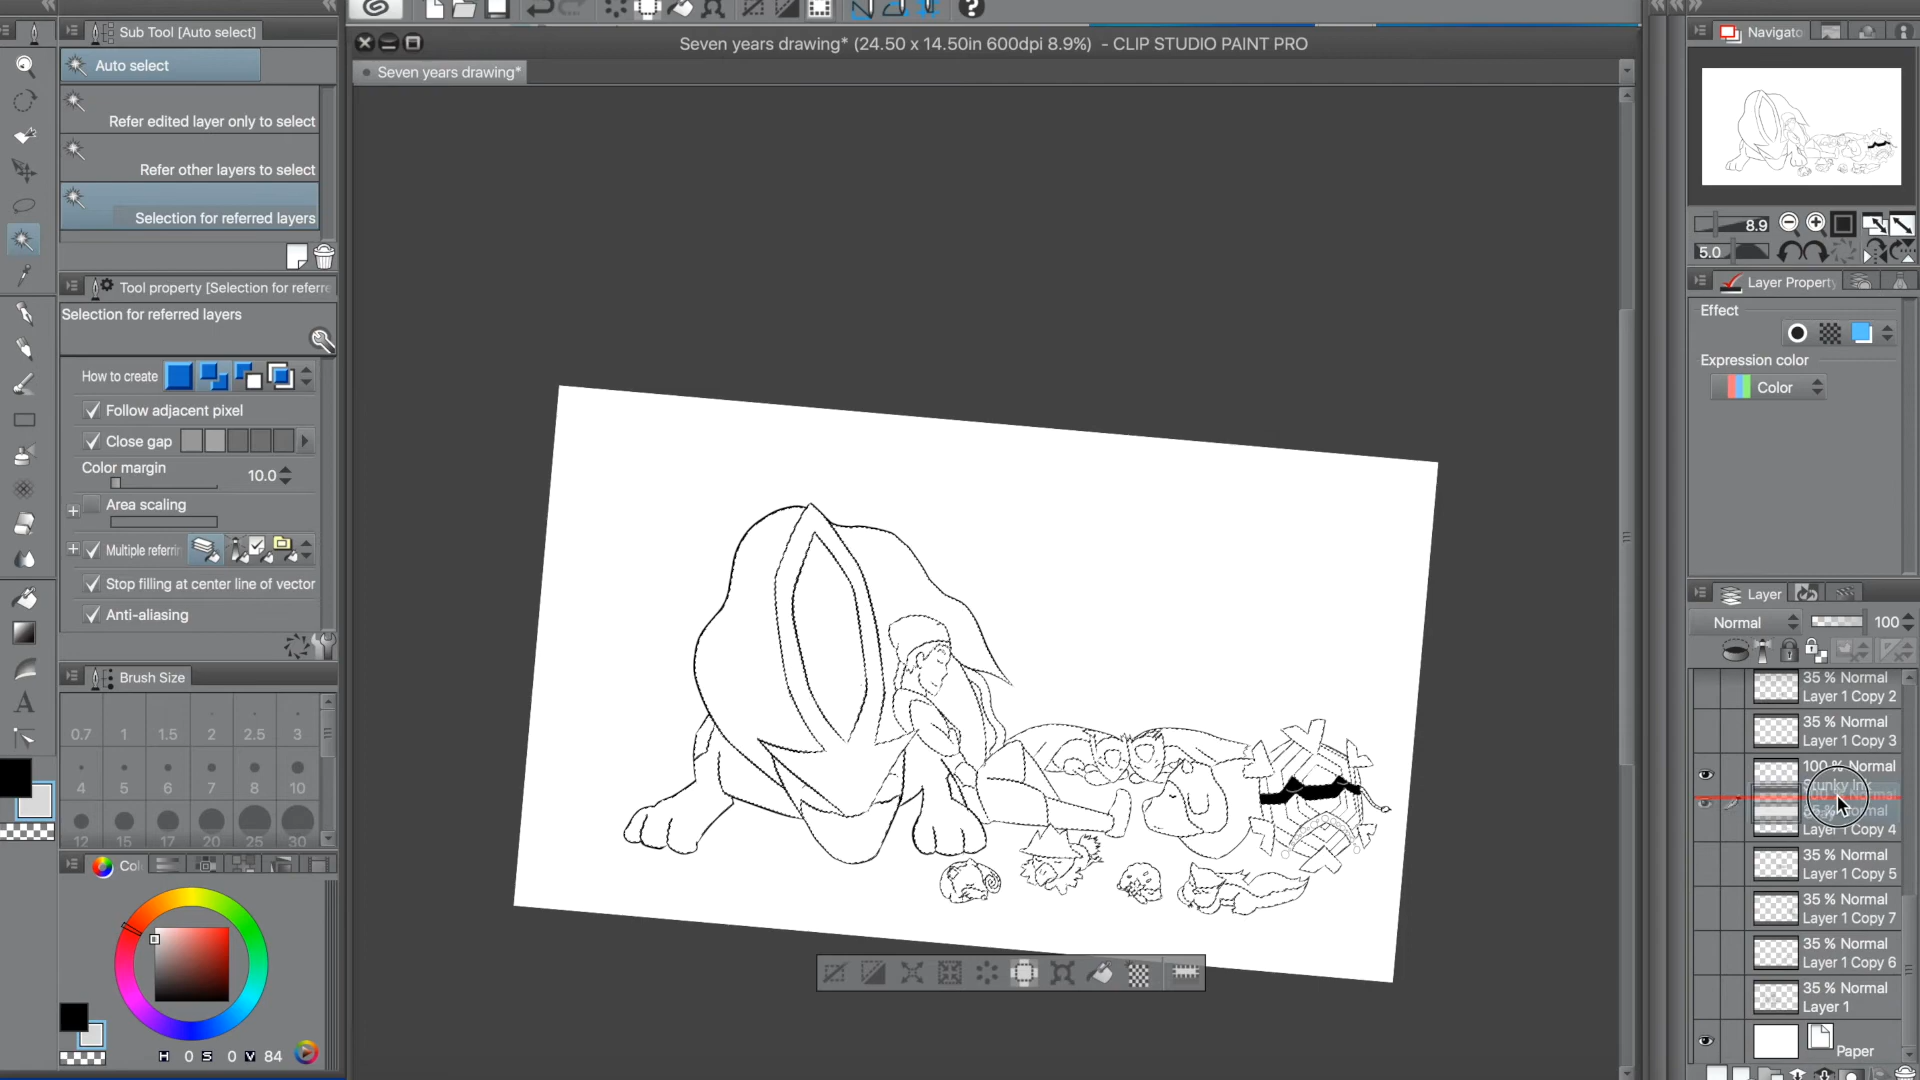 Sub Tool [Auto select]
Auto select
Refer edited layer only to select
Refer other layers to select
Selection for referred layers
Tool property [Selection for referre
Selection for referred layers
How to create
Follow adjacent pixel
Close gap
Color margin
10.0
Area scaling
Multiple referrin
Stop filling at center line of vector
Anti-aliasing
Brush Size
0.7 1 1.5 2 2.5 3
4 5 6 7 8 10
12 15 17 20 25 30
Col
H 0 S 0 V 84
Seven years drawing* (24.50 x 14.50in 600dpi 8.9%) - CLIP STUDIO PAINT PRO
Seven years drawing*
Navigato
8.9
5.0
Layer Property
Effect
Expression color
Color
Layer
Normal
100
35 % Normal
Layer 1 Copy 2
35 % Normal
Layer 1 Copy 3
100 % Normal
Stunky In
Normal
Layer 1 Copy 4
35 % Normal
Layer 1 Copy 5
35 % Normal
Layer 1 Copy 7
35 % Normal
Layer 1 Copy 6
35 % Normal
Layer 1
Paper